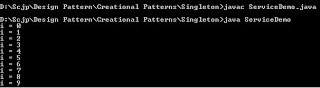 D:\Scjp\Design Pattern\Creational Patterns\Singleton>javac ServiceDemo.java
D:\Scjp\Design Pattern\Creational Patterns\Singleton>java ServiceDemo
i = 0
i = 1
i = 2
i = 3
i = 4
i = 5
i = 6
i = 7
i = 8
i = 9